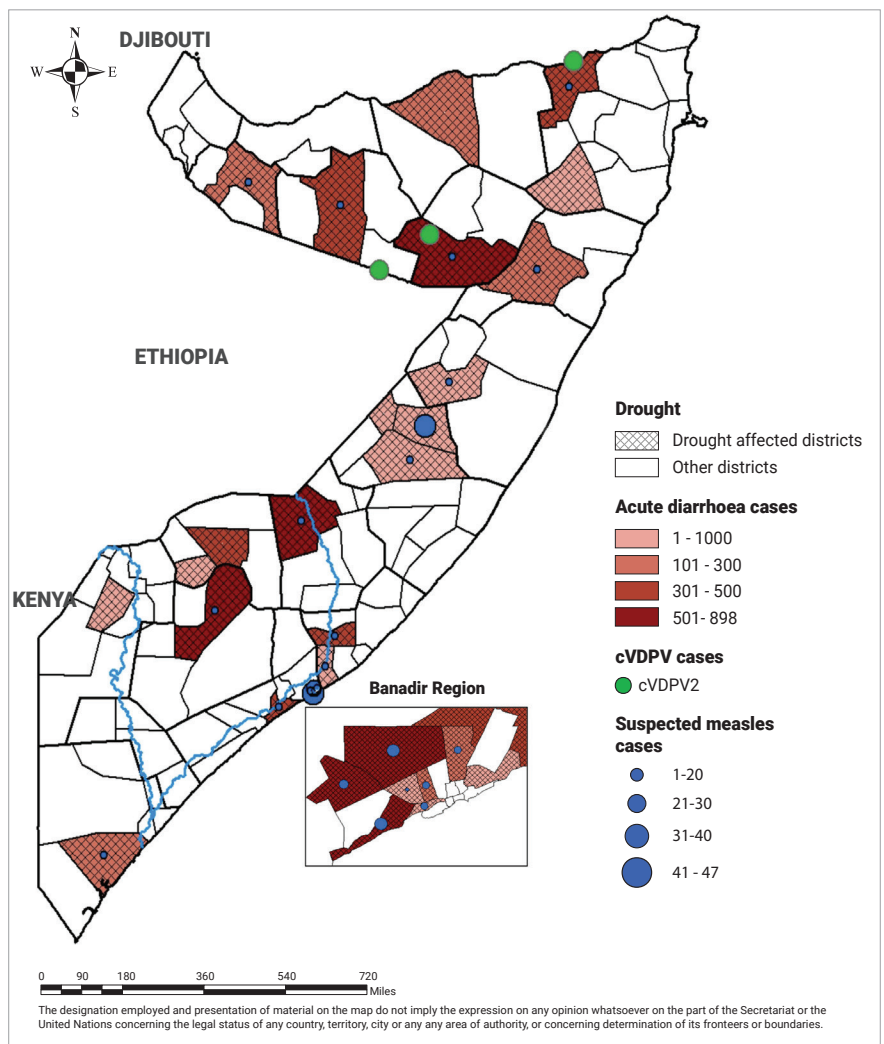 DJIBOUTI
N
W
E
S
ETHIOPIA
KENYA
Drought
Drought affected districts
Other districts
Acute diarrhoea cases
1 - 1000
101 - 300
301 - 500
501- 898
cVDPV cases
cVDPV2
Suspected measles
cases
1-20
21-30
31-40
41 - 47
Banadir Region
0 90 180 360 540 720
Miles
The designation employed and presentation of material on the map do not imply the expression on any opinion whatsoever on the part of the Secretariat or the
United Nations concerning the legal status of any country, territory, city or any any area of authority, or concerning determination of its fronteers or boundaries.